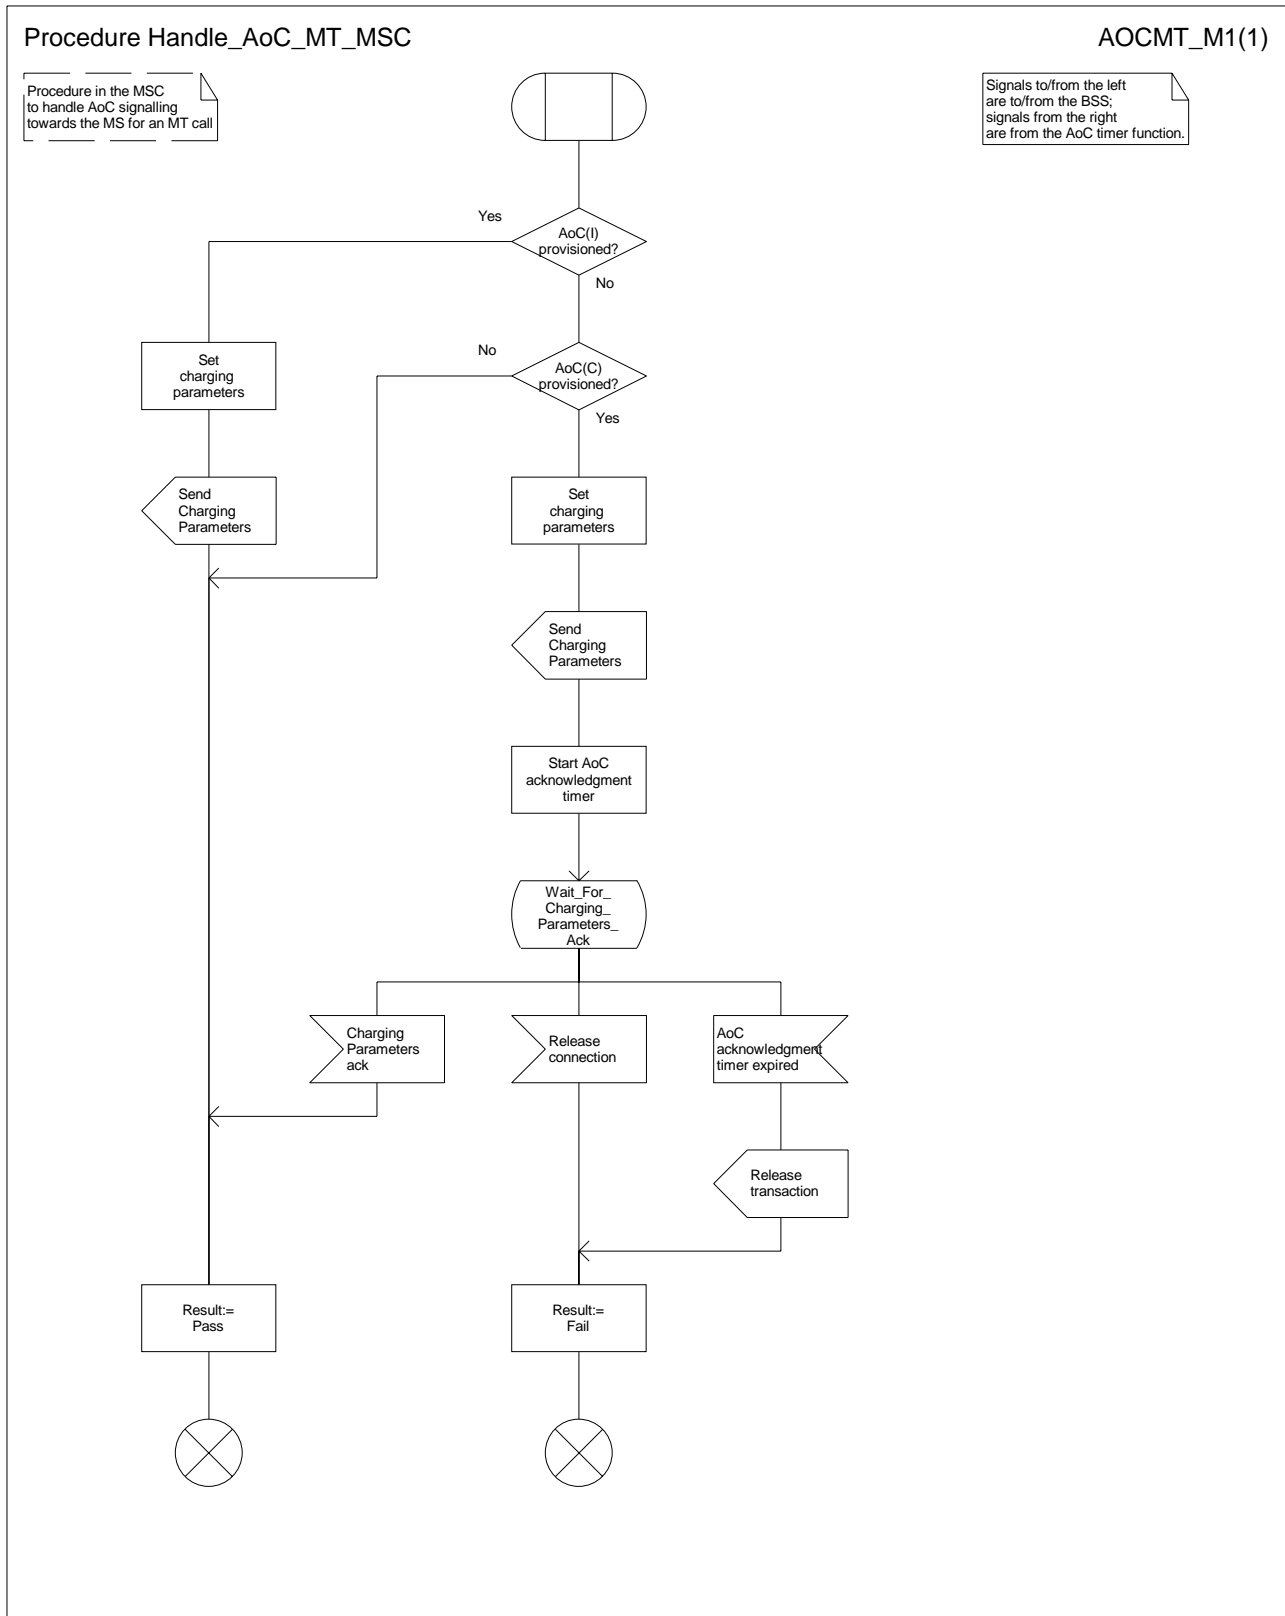 Procedure Handle_AoC_MT_MSC
AOCMT_M1(1)
Procedure in the MSC
to handle AoC signalling
towards the MS for an MT call
Signals to/from the left
are to/from the BSS;
signals from the right
are from the AoC timer function.
Yes
AoC(I)
provisioned?
No
Set
charging
parameters
No
AoC(C)
provisioned?
Yes
Send
Charging
Parameters
Set
charging
parameters
Send
Charging
Parameters
Start AoC
acknowledgment
timer
Wait_For_
Charging_
Parameters_
Ack
Charging
Parameters
ack
Release
connection
AoC
acknowledgment
timer expired
Release
transaction
Result:=
Pass
Result:=
Fail